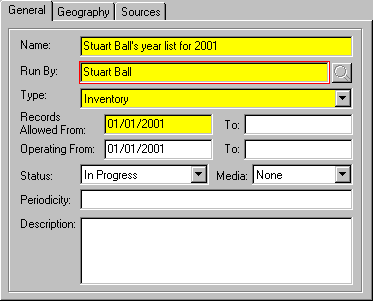 General Geography Sources
Name: Stuart Ball's year list for 2001
Run By: Stuart Ball
Type: Inventory
Records
Allowed From: 01/01/2001 To:
Operating From: 01/01/2001 To:
Status: In Progress Media: None
Periodicity:
Description: